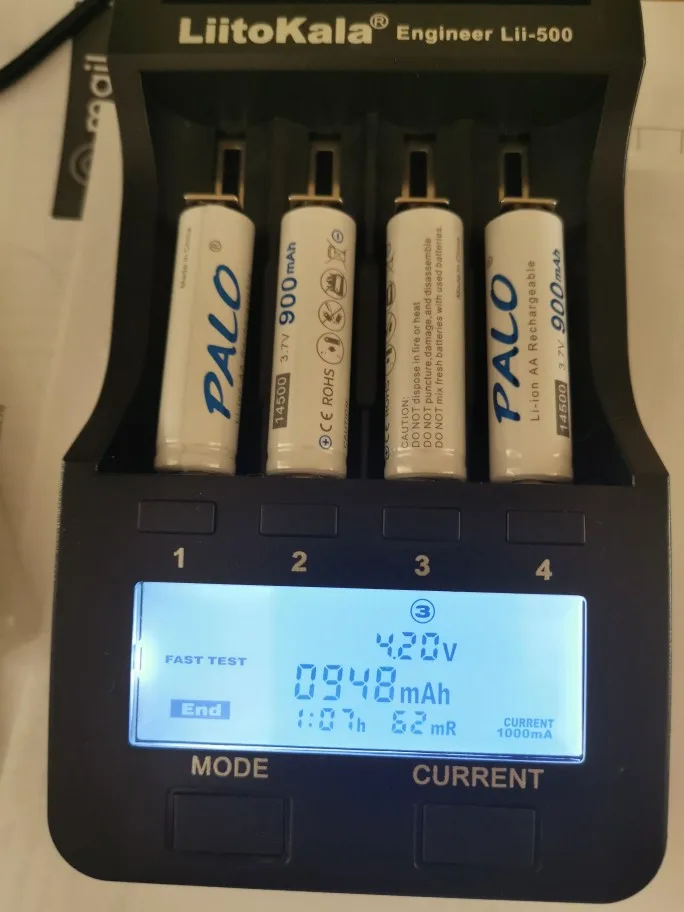 LiitoKala® Engineer Lii-500
@mail
Made in China
PALO®
14500 3.7V 900mAh
CE ROHS
CAUTION:
DO NOT dispose in fire or heat
DO NOT puncture,damage,and disassemble
DO NOT mix fresh batteries with used batteries.
Made in China
PALO
Li-ion AA Rechargeable
14500 3.7V 900mAh
1
2
3
4
3
4.20V
FAST TEST
0948mAh
End
1:07h 62mR
CURRENT
1000mA
MODE
CURRENT